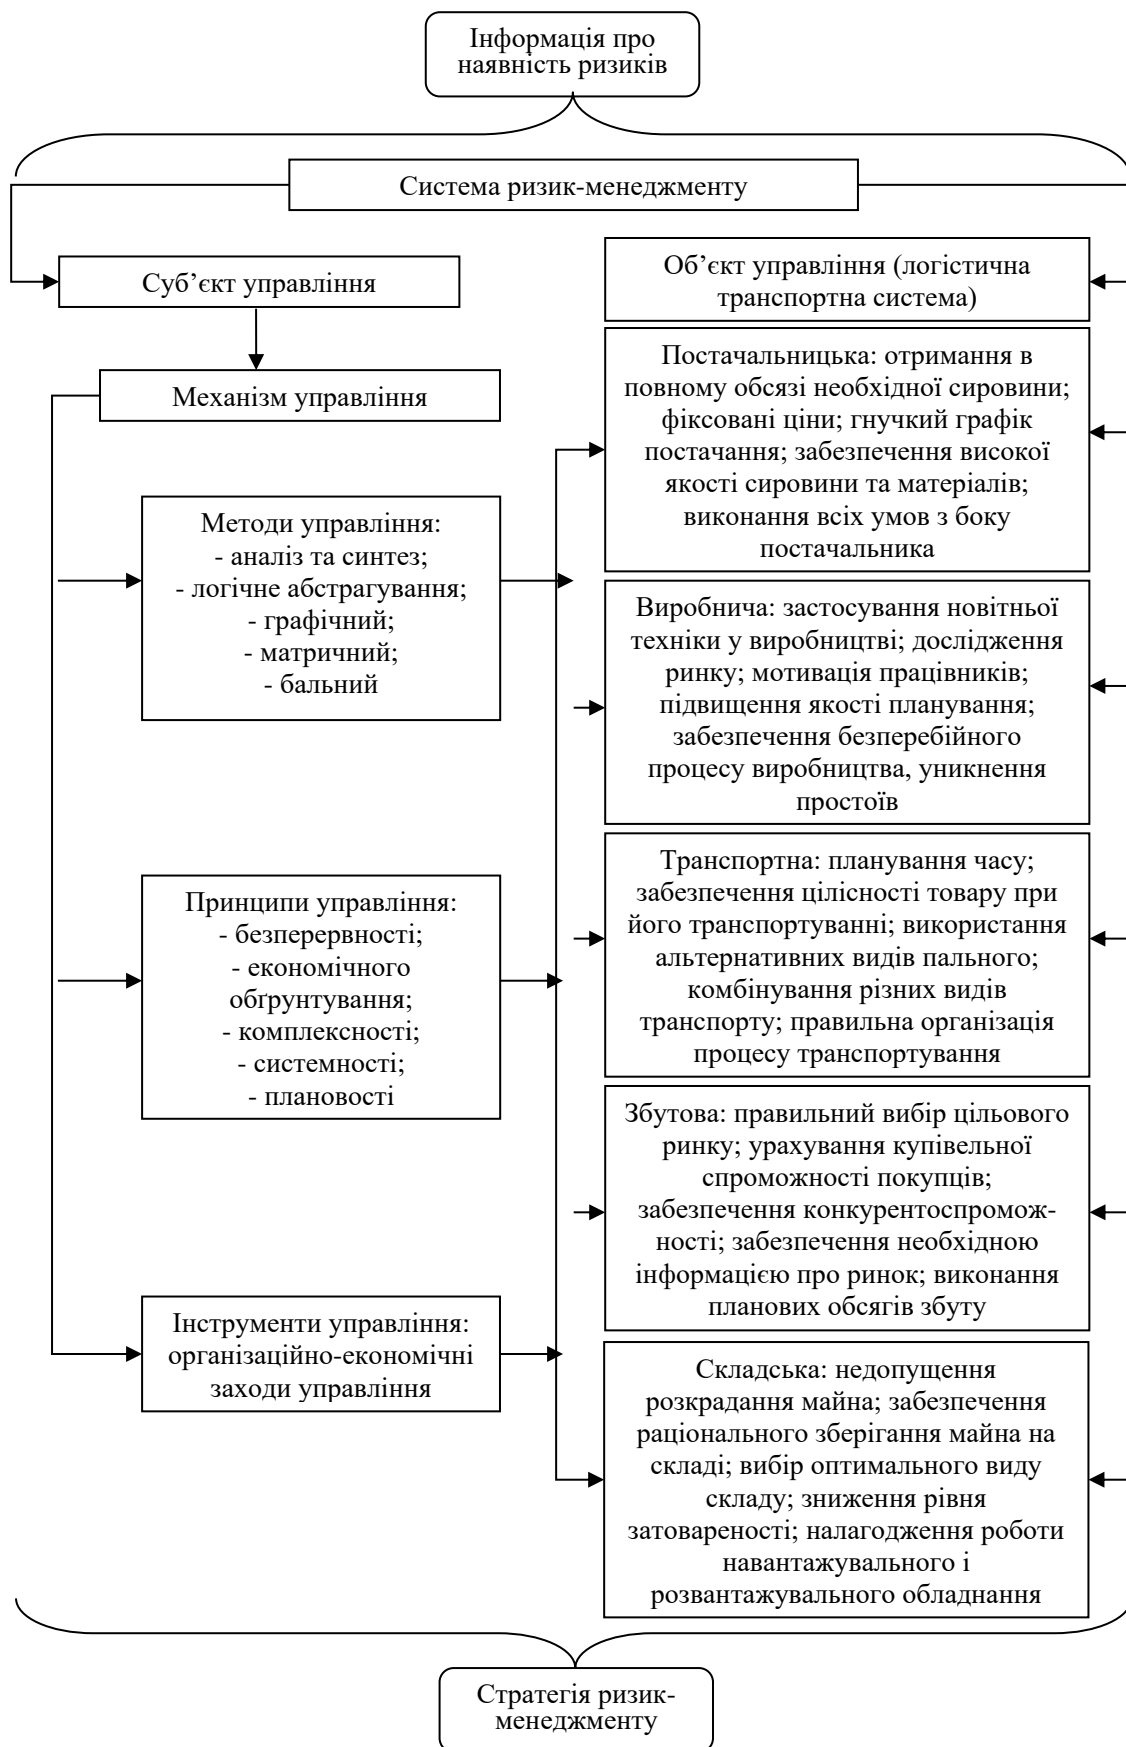 Інформація про
наявність ризиків
Система ризик-менеджменту
Суб’єкт управління
Механізм управління
Методи управління:
- аналіз та синтез;
- логічне абстрагування;
- графічний;
- матричний;
- бальний
Принципи управління:
- безперервності;
- економічного
обґрунтування;
- комплексності;
- системності;
- плановості
Інструменти управління:
організаційно-економічні
заходи управління
Об’єкт управління (логістична
транспортна система)
Постачальницька: отримання в
повному обсязі необхідної сировини;
фіксовані ціни; гнучкий графік
постачання; забезпечення високої
якості сировини та матеріалів;
виконання всіх умов з боку
постачальника
Виробнича: застосування новітньої
техніки у виробництві; дослідження
ринку; мотивація працівників;
підвищення якості планування;
забезпечення безперебійного
процесу виробництва, уникнення
простоїв
Транспортна: планування часу;
забезпечення цілісності товару при
його транспортуванні; використання
альтернативних видів пального;
комбінування різних видів
транспорту; правильна організація
процесу транспортування
Збутова: правильний вибір цільового
ринку; урахування купівельної
спроможності покупців;
забезпечення конкурентоспромож-
ності; забезпечення необхідною
інформацією про ринок; виконання
планових обсягів збуту
Складська: недопущення
розкрадання майна; забезпечення
раціонального зберігання майна на
складі; вибір оптимального виду
складу; зниження рівня
затовареності; налагодження роботи
навантажувального і
розвантажувального обладнання
Стратегія ризик-
менеджменту